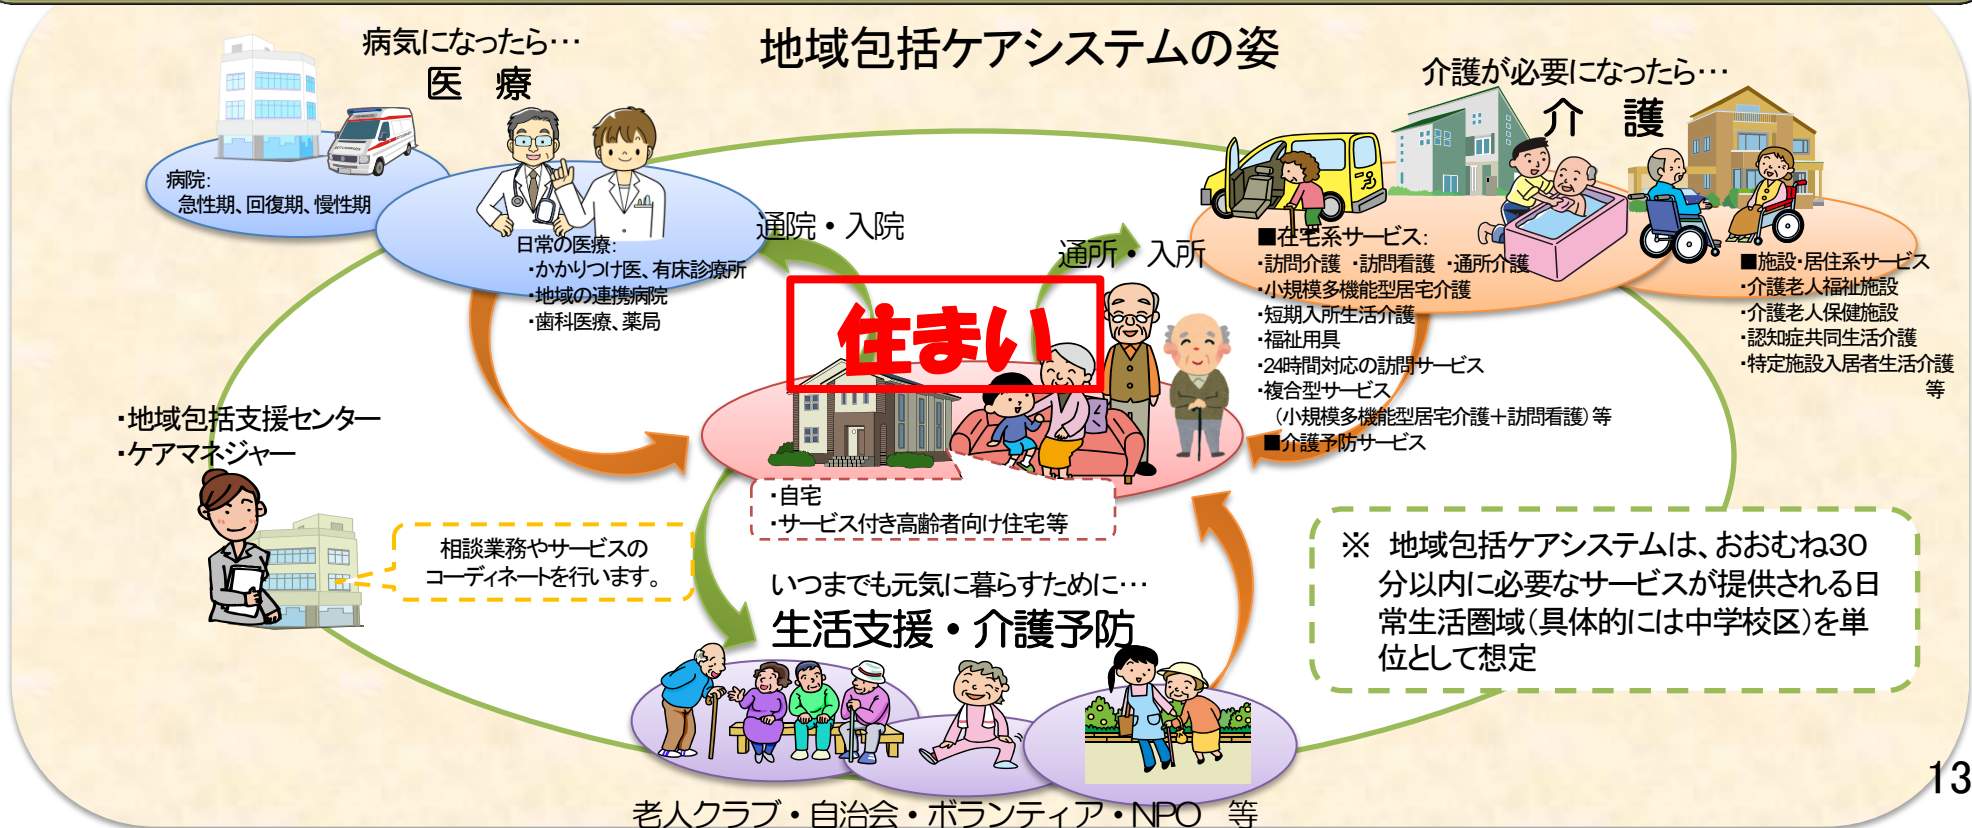 地域包括ケアシステムの姿
病気になったら…
医　療
病院:
急性期、回復期、慢性期
日常の医療:
・かかりつけ医、有床診療所
・地域の連携病院
・歯科医療、薬局
通院・入院
通所・入所
介護が必要になったら…
介　護
■在宅系サービス:
・訪問介護　・訪問看護　・通所介護
・小規模多機能型居宅介護
・短期入所生活介護
・福祉用具
・24時間対応の訪問サービス
・複合型サービス
（小規模多機能型居宅介護＋訪問看護）等
■介護予防サービス
■施設・居住系サービス
・介護老人福祉施設
・介護老人保健施設
・認知症共同生活介護
・特定施設入居者生活介護
等
住まい
・自宅
・サービス付き高齢者向け住宅等
・地域包括支援センター
・ケアマネジャー
相談業務やサービスの
コーディネートを行います。
いつまでも元気に暮らすために…
生活支援・介護予防
老人クラブ・自治会・ボランティア・NPO　等
※　地域包括ケアシステムは、おおむね30
分以内に必要なサービスが提供される日
常生活圏域（具体的には中学校区）を単
位として想定
13